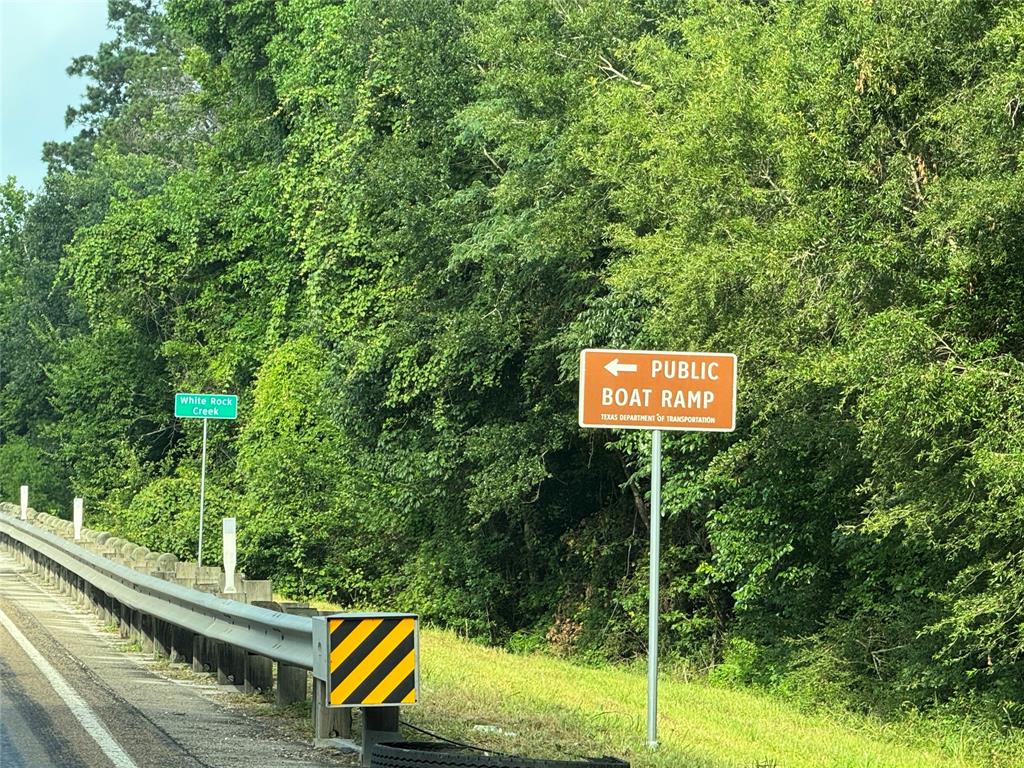 White Rock
Creek
← PUBLIC
BOAT RAMP
TEXAS DEPARTMENT OF TRANSPORTATION